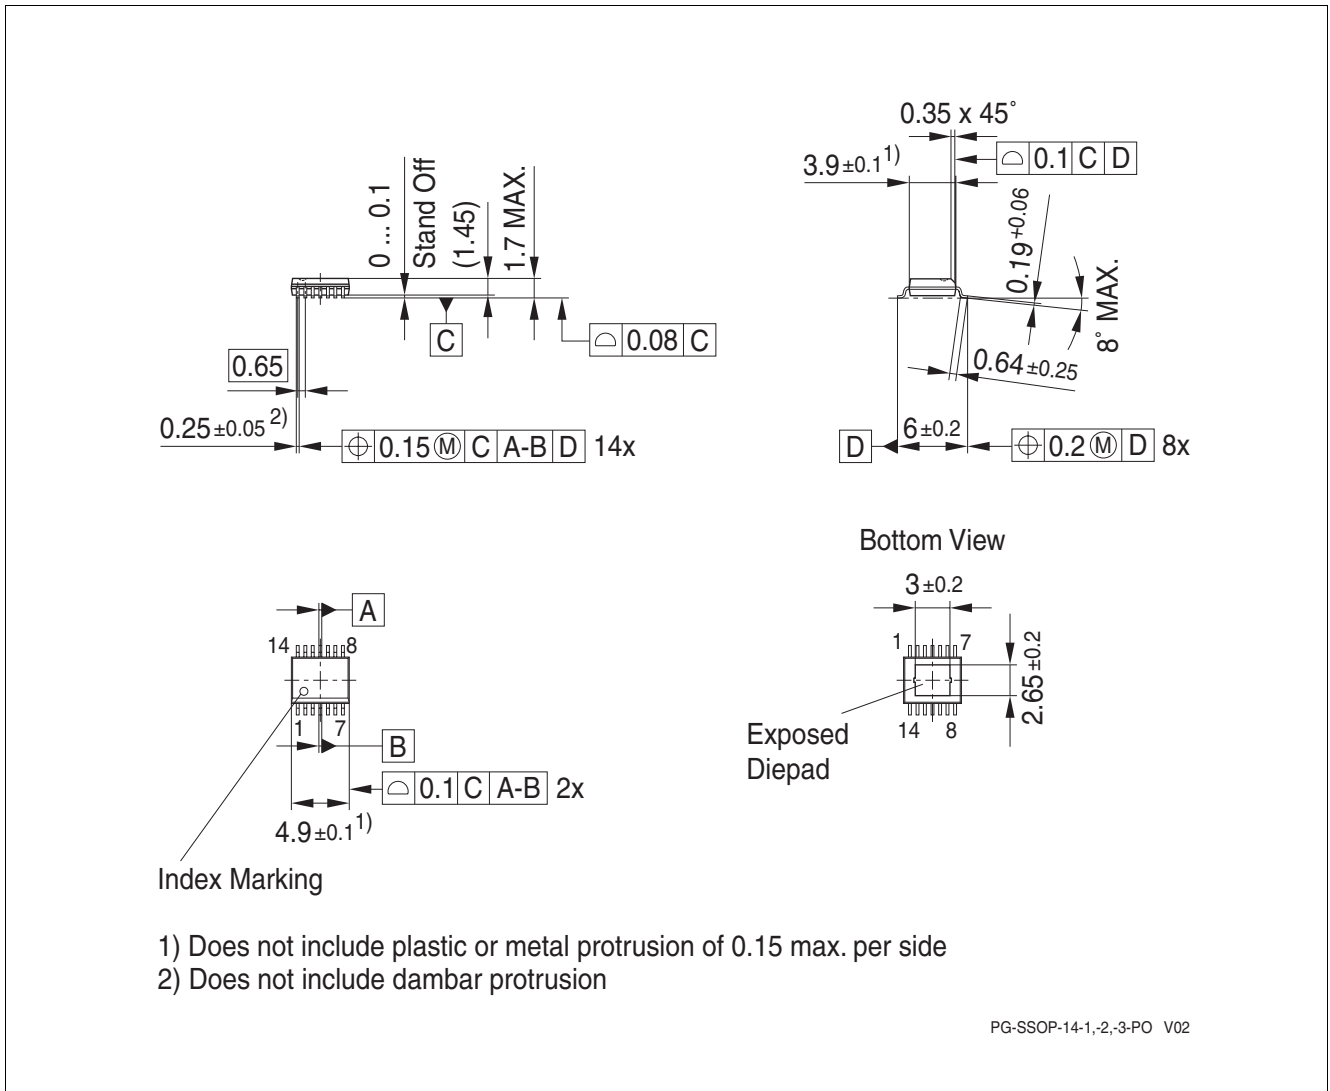 0 ... 0.1
Stand Off
(1.45)
1.7 MAX.
C
0.08 C
0.65
0.25 ±0.05 2)
0.15 Ⓜ C A-B D 14x
0.35 x 45°
3.9 ±0.1 1)
0.1 C D
0.19 +0.06
8° MAX.
0.64 ±0.25
D
6 ±0.2
0.2 Ⓜ D 8x
A
14 8
1 7
B
0.1 C A-B 2x
4.9 ±0.1 1)
Index Marking
Bottom View
3 ±0.2
1 7
2.65 ±0.2
14 8
Exposed
Diepad
1) Does not include plastic or metal protrusion of 0.15 max. per side
2) Does not include dambar protrusion
PG-SSOP-14-1,-2,-3-PO V02